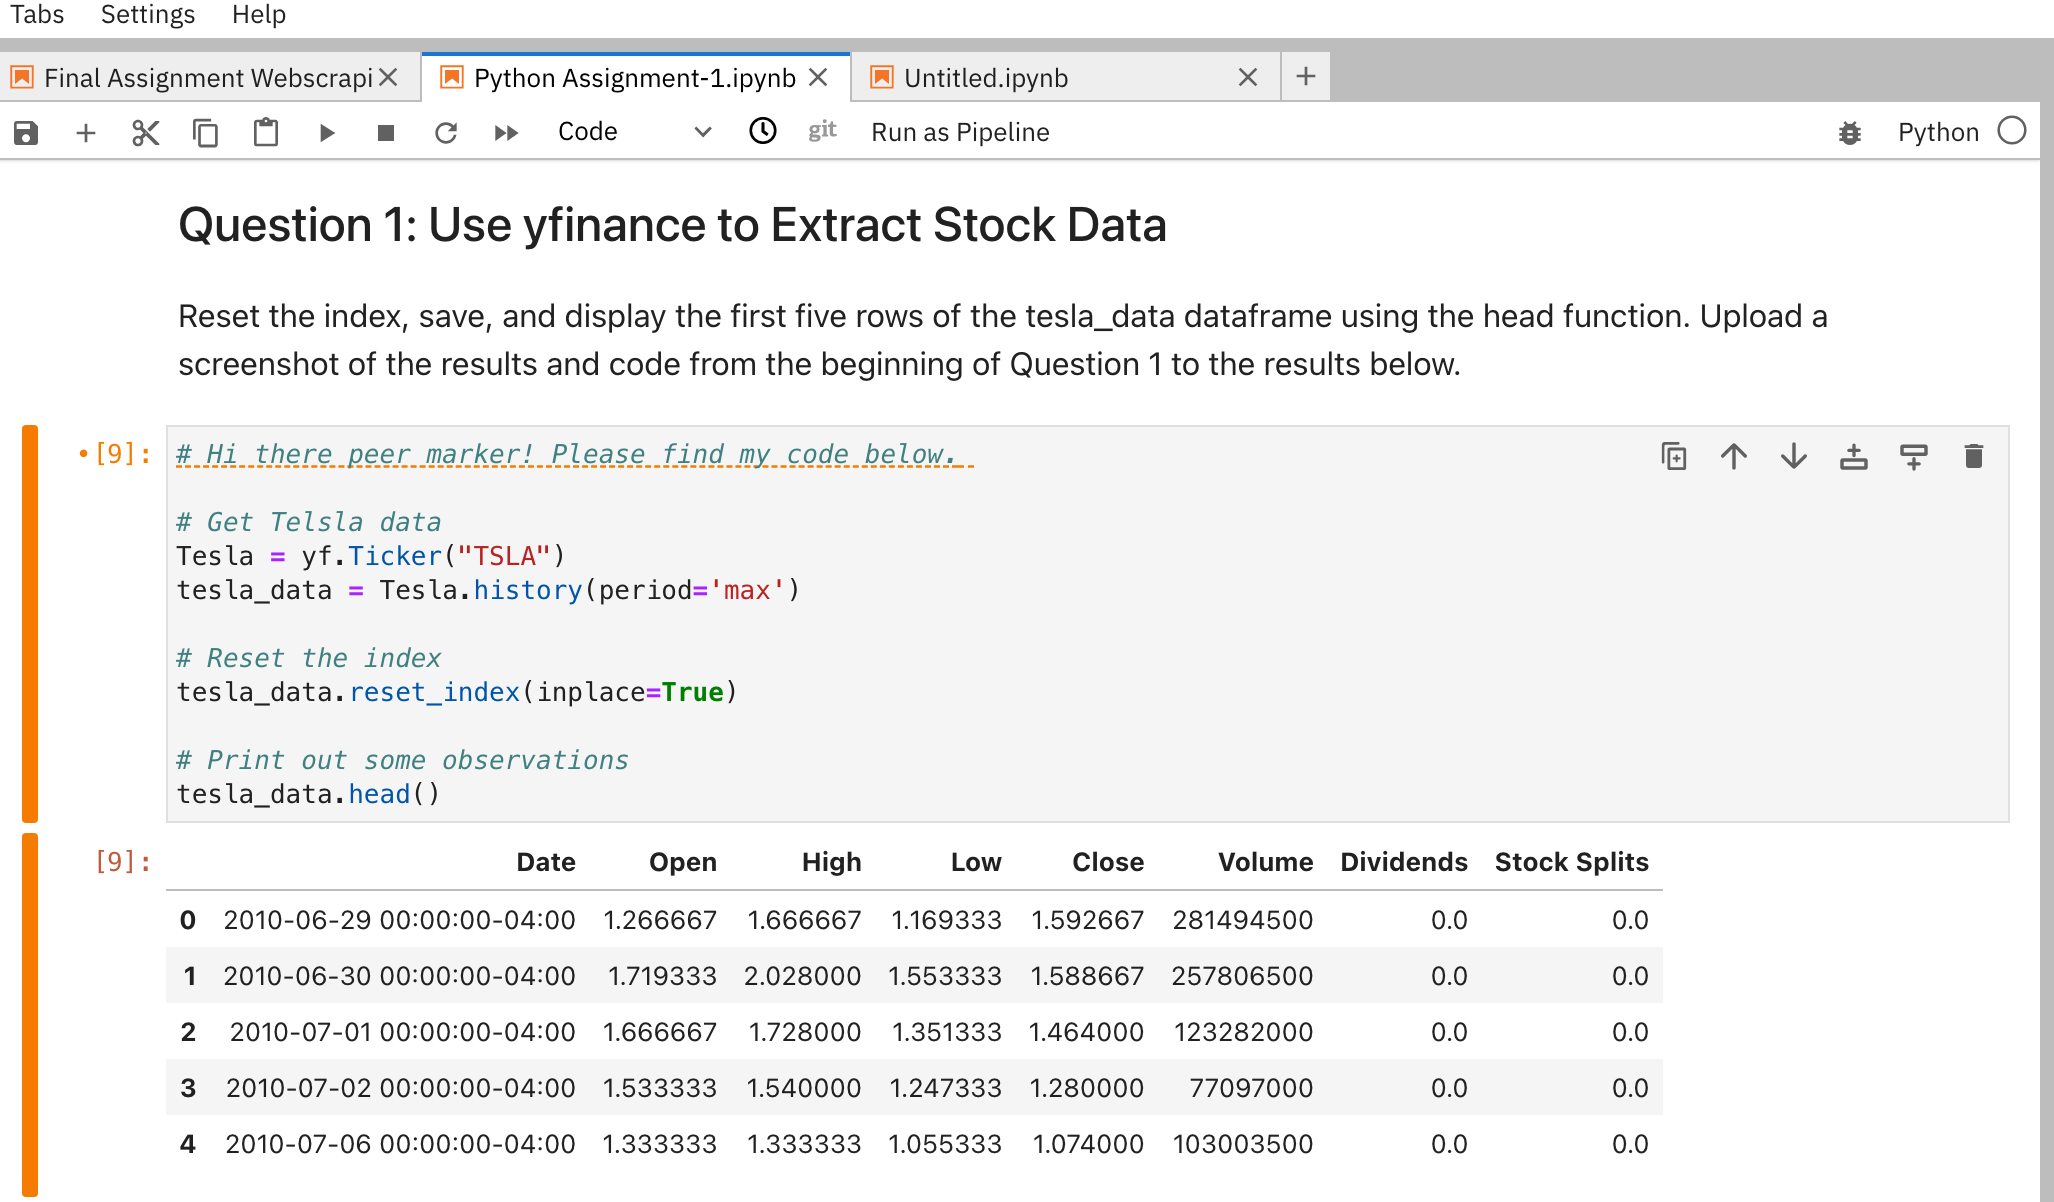 Tabs Settings Help
Final Assignment Webscrapi Python Assignment-1.ipynb Untitled.ipynb
Code git Run as Pipeline Python
Question 1: Use yfinance to Extract Stock Data
Reset the index, save, and display the first five rows of the tesla_data dataframe using the head function. Upload a
screenshot of the results and code from the beginning of Question 1 to the results below.
[9]: # Hi there peer marker! Please find my code below.
# Get Telsla data
Tesla = yf.Ticker("TSLA")
tesla_data = Tesla.history(period='max')
# Reset the index
tesla_data.reset_index(inplace=True)
# Print out some observations
tesla_data.head()
[9]: Date Open High Low Close Volume Dividends Stock Splits
0 2010-06-29 00:00:00-04:00 1.266667 1.666667 1.169333 1.592667 281494500 0.0 0.0
1 2010-06-30 00:00:00-04:00 1.719333 2.028000 1.553333 1.588667 257806500 0.0 0.0
2 2010-07-01 00:00:00-04:00 1.666667 1.728000 1.351333 1.464000 123282000 0.0 0.0
3 2010-07-02 00:00:00-04:00 1.533333 1.540000 1.247333 1.280000 77097000 0.0 0.0
4 2010-07-06 00:00:00-04:00 1.333333 1.333333 1.055333 1.074000 103003500 0.0 0.0